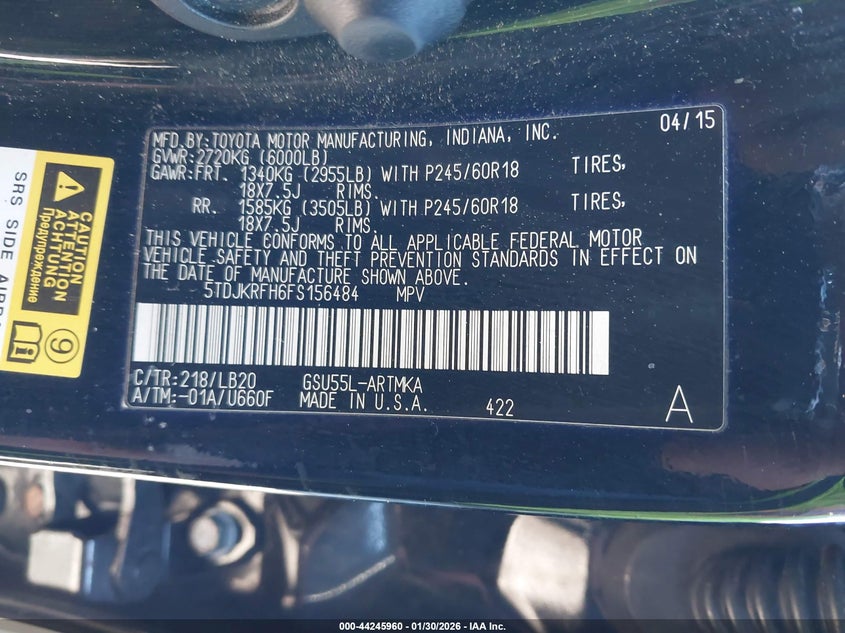 MFD.BY:TOYOTA MOTOR MANUFACTURING, INDIANA, INC. 04/15
GVWR:2720KG (6000LB)
GAWR:FRT. 1340KG (2955LB) WITH P245/60R18 TIRES,
18X7.5J RIMS.
RR. 1585KG (3505LB) WITH P245/60R18 TIRES,
18X7.5J RIMS.
THIS VEHICLE CONFORMS TO ALL APPLICABLE FEDERAL MOTOR
VEHICLE SAFETY AND THEFT PREVENTION STANDARDS IN EFFECT ON
THE DATE OF MANUFACTURE SHOWN ABOVE.
5TDJKRFH6FS156484 MPV
C/TR:218/LB20 GSU55L-ARTMKA
A/TM:-01A/U660F MADE IN U.S.A. 422 A
SRS SIDE
CAUTION
ATTENTION
ACHTUNG
Предупреждение
9
000-44245960 - 01/30/2026 - IAA Inc.